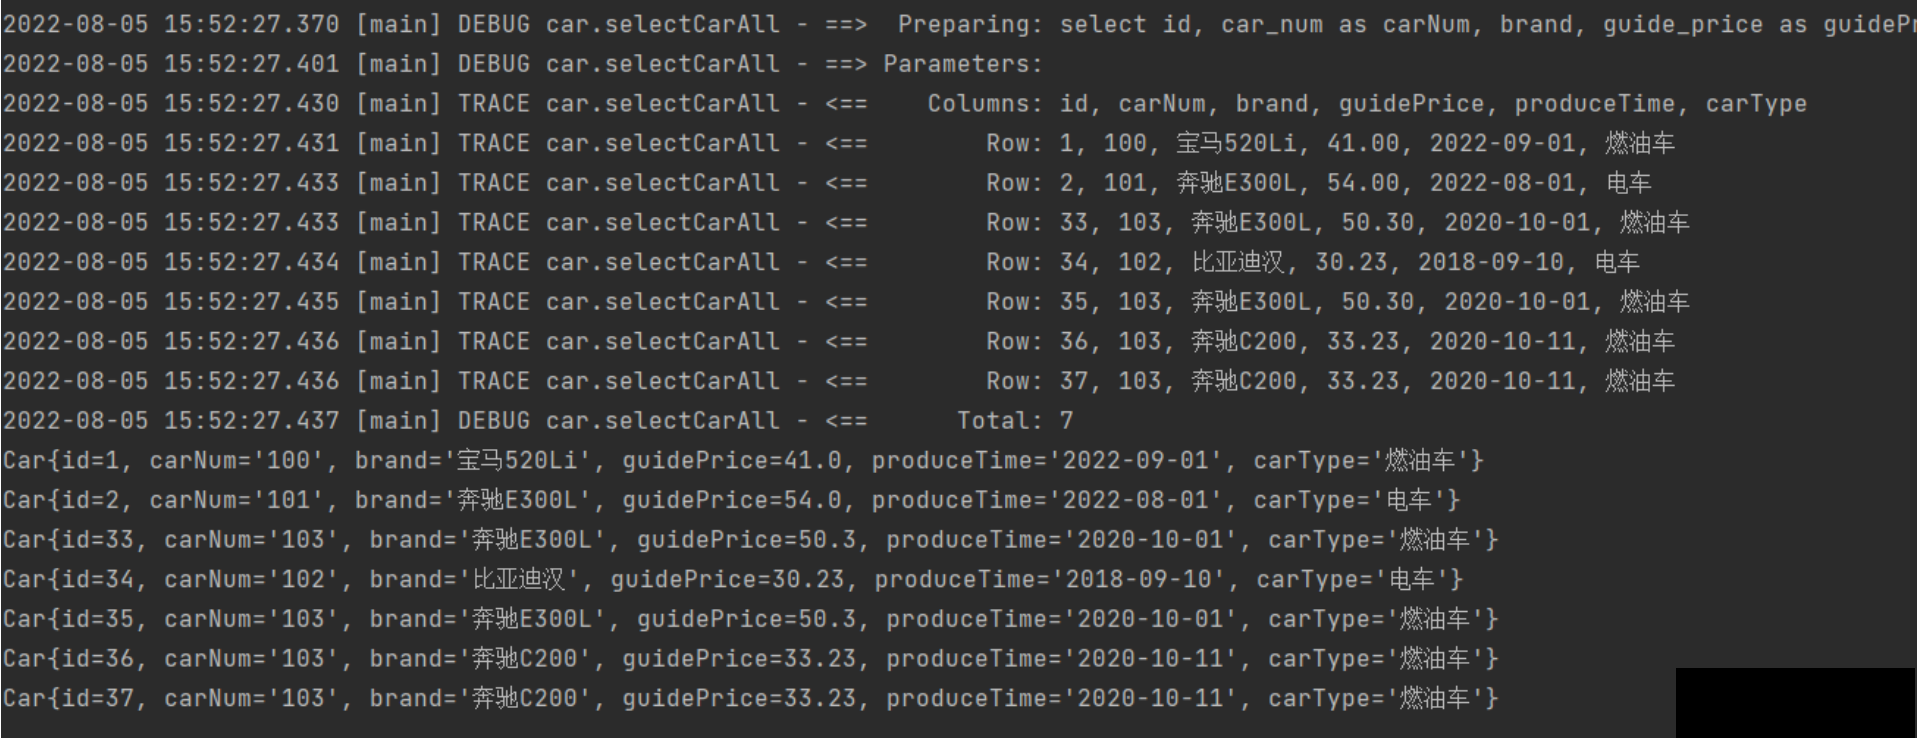 2022-08-05 15:52:27.370 [main] DEBUG car.selectCarAll - ==>  Preparing: select id, car_num as carNum, brand, guide_price as guidePr
2022-08-05 15:52:27.401 [main] DEBUG car.selectCarAll - ==> Parameters:
2022-08-05 15:52:27.430 [main] TRACE car.selectCarAll - <==    Columns: id, carNum, brand, guidePrice, produceTime, carType
2022-08-05 15:52:27.431 [main] TRACE car.selectCarAll - <==        Row: 1, 100, 宝马520Li, 41.00, 2022-09-01, 燃油车
2022-08-05 15:52:27.433 [main] TRACE car.selectCarAll - <==        Row: 2, 101, 奔驰E300L, 54.00, 2022-08-01, 电车
2022-08-05 15:52:27.433 [main] TRACE car.selectCarAll - <==        Row: 33, 103, 奔驰E300L, 50.30, 2020-10-01, 燃油车
2022-08-05 15:52:27.434 [main] TRACE car.selectCarAll - <==        Row: 34, 102, 比亚迪汉, 30.23, 2018-09-10, 电车
2022-08-05 15:52:27.435 [main] TRACE car.selectCarAll - <==        Row: 35, 103, 奔驰E300L, 50.30, 2020-10-01, 燃油车
2022-08-05 15:52:27.436 [main] TRACE car.selectCarAll - <==        Row: 36, 103, 奔驰C200, 33.23, 2020-10-11, 燃油车
2022-08-05 15:52:27.436 [main] TRACE car.selectCarAll - <==        Row: 37, 103, 奔驰C200, 33.23, 2020-10-11, 燃油车
2022-08-05 15:52:27.437 [main] DEBUG car.selectCarAll - <==      Total: 7
Car{id=1, carNum='100', brand='宝马520Li', guidePrice=41.0, produceTime='2022-09-01', carType='燃油车'}
Car{id=2, carNum='101', brand='奔驰E300L', guidePrice=54.0, produceTime='2022-08-01', carType='电车'}
Car{id=33, carNum='103', brand='奔驰E300L', guidePrice=50.3, produceTime='2020-10-01', carType='燃油车'}
Car{id=34, carNum='102', brand='比亚迪汉', guidePrice=30.23, produceTime='2018-09-10', carType='电车'}
Car{id=35, carNum='103', brand='奔驰E300L', guidePrice=50.3, produceTime='2020-10-01', carType='燃油车'}
Car{id=36, carNum='103', brand='奔驰C200', guidePrice=33.23, produceTime='2020-10-11', carType='燃油车'}
Car{id=37, carNum='103', brand='奔驰C200', guidePrice=33.23, produceTime='2020-10-11', carType='燃油车'}